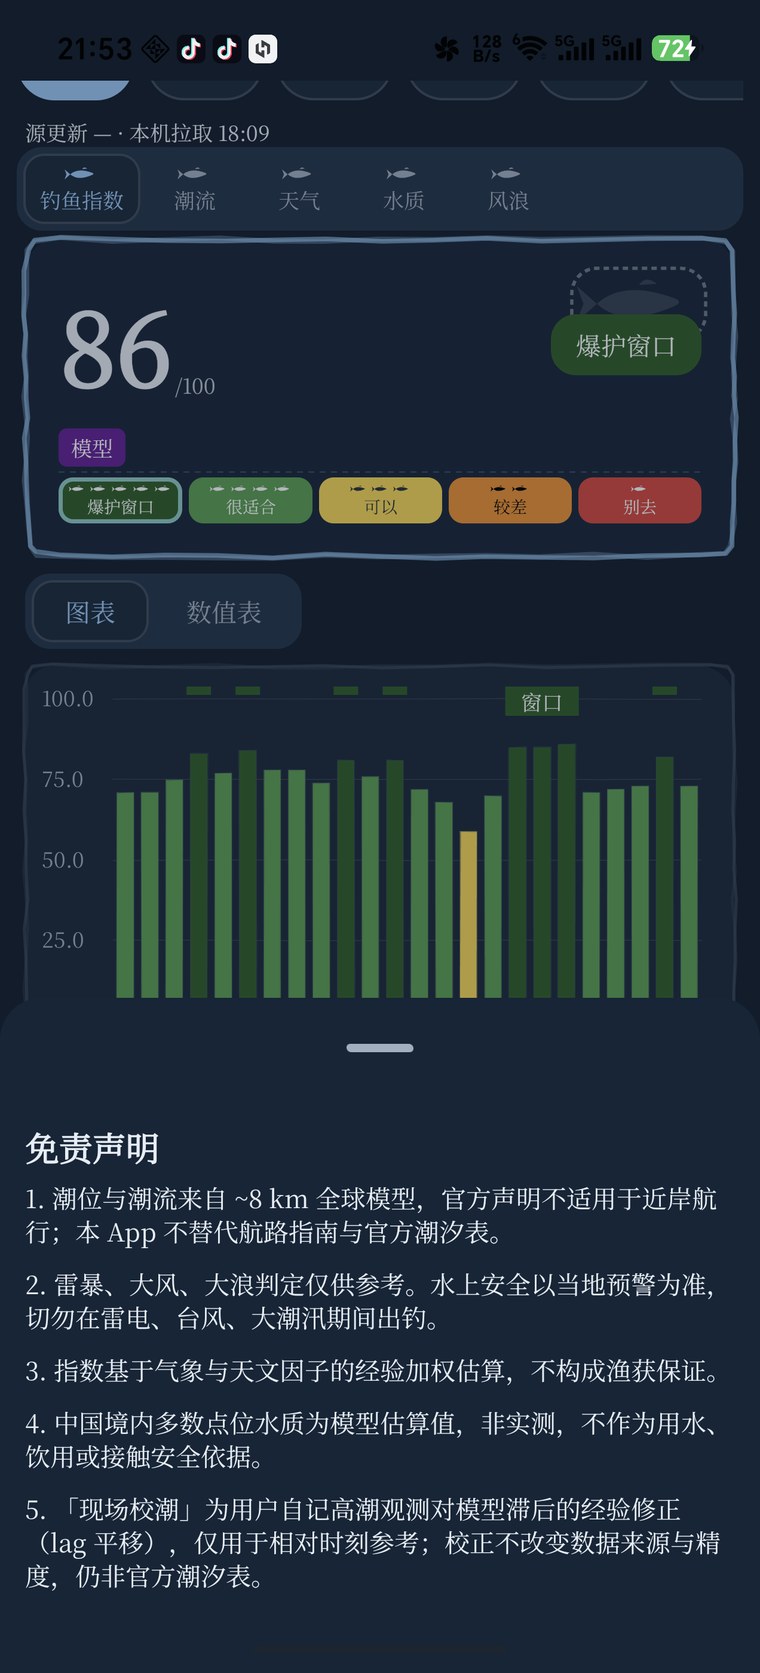 21:53 128 B/s 6 5G 5G 72
源更新 — · 本机拉取 18:09
钓鱼指数 潮流 天气 水质 风浪
86/100
爆护窗口
模型
爆护窗口 很适合 可以 较差 别去
图表 数值表
100.0
窗口
75.0
50.0
25.0
免责声明
1. 潮位与潮流来自 ~8 km 全球模型，官方声明不适用于近岸航
行；本 App 不替代航路指南与官方潮汐表。
2. 雷暴、大风、大浪判定仅供参考。水上安全以当地预警为准，
切勿在雷电、台风、大潮汛期间出钓。
3. 指数基于气象与天文因子的经验加权估算，不构成渔获保证。
4. 中国境内多数点位水质为模型估算值，非实测，不作为用水、
饮用或接触安全依据。
5. 「现场校潮」为用户自记高潮观测对模型滞后的经验修正
（lag 平移），仅用于相对时刻参考；校正不改变数据来源与精
度，仍非官方潮汐表。